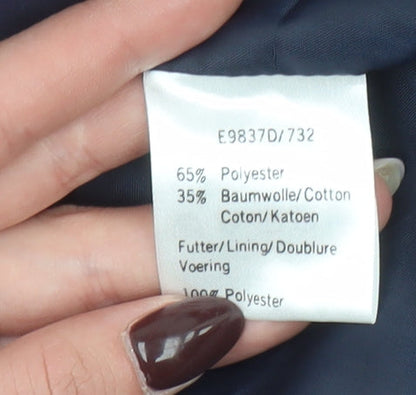 E9837D/732
65% Polyester
35% Baumwolle/Cotton
Coton/Katoen
Futter/Lining/Doublure
Voering
100% Polyester